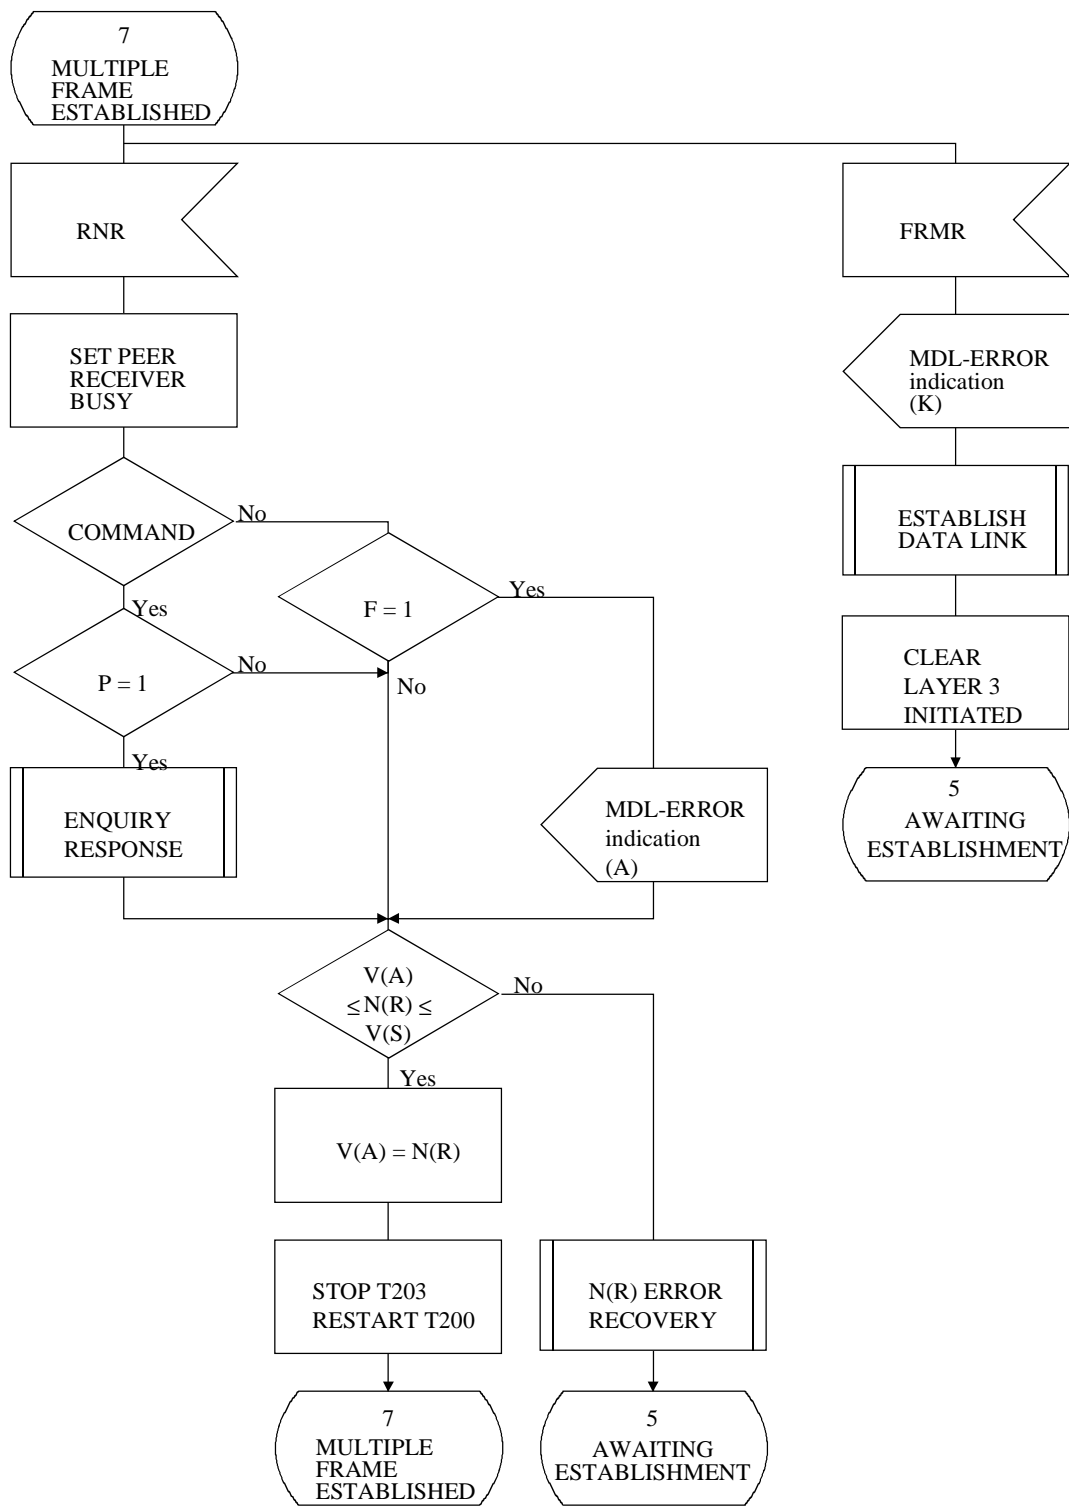 7
MULTIPLE
FRAME
ESTABLISHED
RNR
FRMR
SET PEER
RECEIVER
BUSY
MDL-ERROR
indication
(K)
COMMAND
No
Yes
ESTABLISH
DATA LINK
F = 1
Yes
No
P = 1
No
Yes
CLEAR
LAYER 3
INITIATED
ENQUIRY
RESPONSE
MDL-ERROR
indication
(A)
5
AWAITING
ESTABLISHMENT
V(A)
≤ N(R) ≤
V(S)
No
Yes
V(A) = N(R)
STOP T203
RESTART T200
N(R) ERROR
RECOVERY
7
MULTIPLE
FRAME
ESTABLISHED
5
AWAITING
ESTABLISHMENT